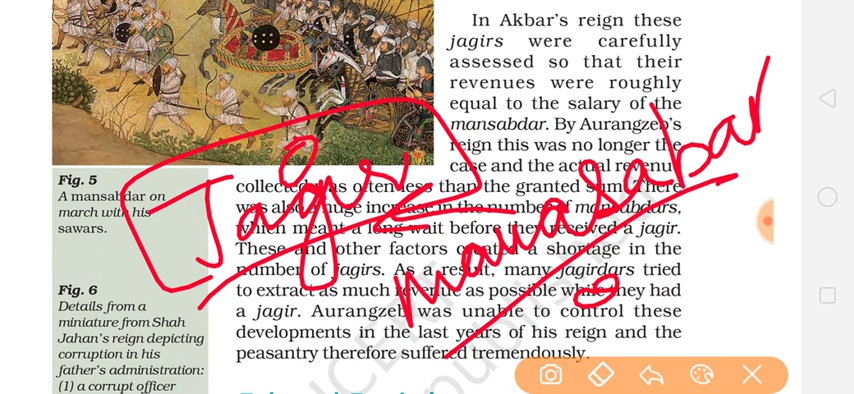 In Akbar's reign these
jagirs were carefully
assessed so that their
revenues were roughly
equal to the salary of the
mansabdar. By Aurangzeb's
reign this was no longer the
case and the actual revenue
collected was often less than the granted sum. There
was also a huge increase in the number of mansabdars,
which meant a long wait before they received a jagir.
These and other factors created a shortage in the
number of jagirs. As a result, many jagirdars tried
to extract as much revenue as possible while they had
a jagir. Aurangzeb was unable to control these
developments in the last years of his reign and the
peasantry therefore suffered tremendously.
Fig. 5
A mansabdar on
march with his
sawars.
Fig. 6
Details from a
miniature from Shah
Jahan's reign depicting
corruption in his
father's administration:
(1) a corrupt officer
Jagir
manasabar